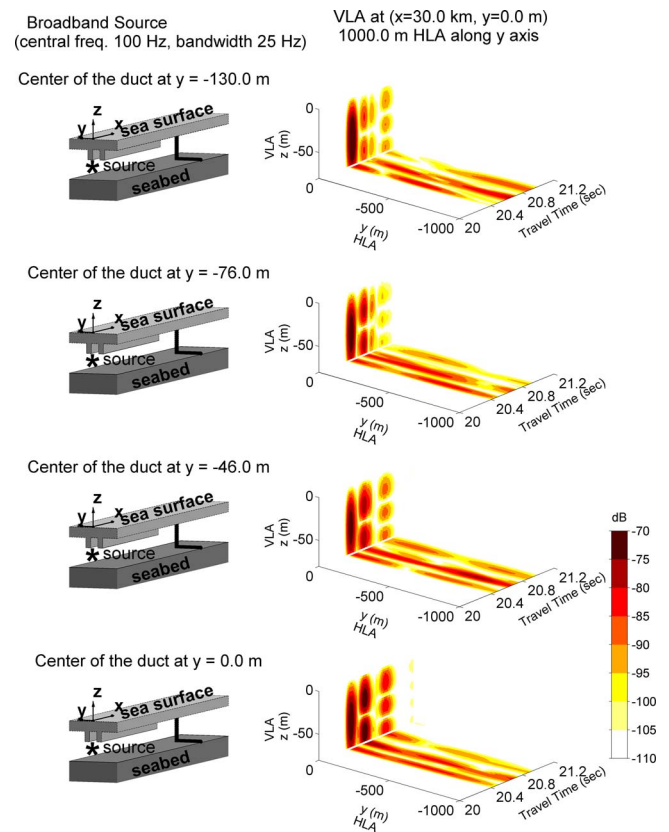 Broadband Source
(central freq. 100 Hz, bandwidth 25 Hz)
VLA at (x=30.0 km, y=0.0 m)
1000.0 m HLA along y axis
Center of the duct at y = -130.0 m
z
y
x
sea surface
source
seabed
0
-50
VLA
z (m)
0
-500
-1000
y (m)
HLA
20
20.4
20.8
21.2
Travel Time (sec)
Center of the duct at y = -76.0 m
z
y
x
sea surface
source
seabed
0
-50
VLA
z (m)
0
-500
-1000
y (m)
HLA
20
20.4
20.8
21.2
Travel Time (sec)
Center of the duct at y = -46.0 m
z
y
x
sea surface
source
seabed
0
-50
VLA
z (m)
0
-500
-1000
y (m)
HLA
20
20.4
20.8
21.2
Travel Time (sec)
Center of the duct at y = 0.0 m
z
y
x
sea surface
source
seabed
0
-50
VLA
z (m)
0
-500
-1000
y (m)
HLA
20
20.4
20.8
21.2
Travel Time (sec)
dB
-70
-75
-80
-85
-90
-95
-100
-105
-110